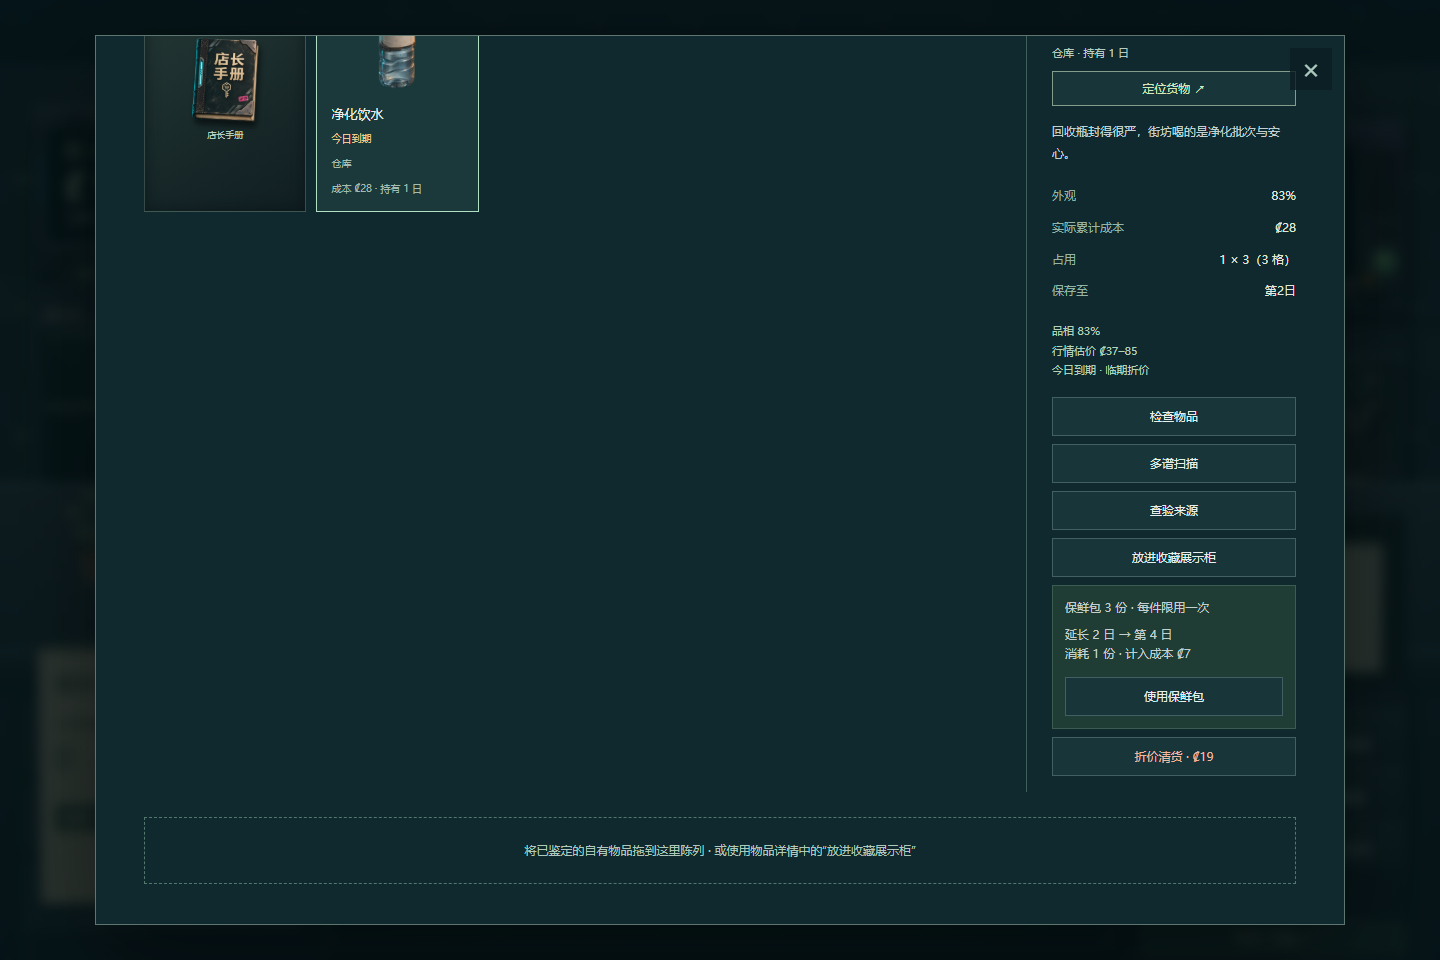 店长
手册
店长手册
净化饮水
今日到期
仓库
成本 ₡28 · 持有 1 日
仓库 · 持有 1 日
定位货物 ↗
×
回收瓶封得很严，街坊喝的是净化批次与安
心。
外观 83%
实际累计成本 ₡28
占用 1 × 3（3 格）
保存至 第2日
品相 83%
行情估价 ₡37–85
今日到期 · 临期折价
检查物品
多谱扫描
查验来源
放进收藏展示柜
保鲜包 3 份 · 每件限用一次
延长 2 日 → 第 4 日
消耗 1 份 · 计入成本 ₡7
使用保鲜包
折价清货 · ₡19
将已鉴定的自有物品拖到这里陈列 · 或使用物品详情中的“放进收藏展示柜”